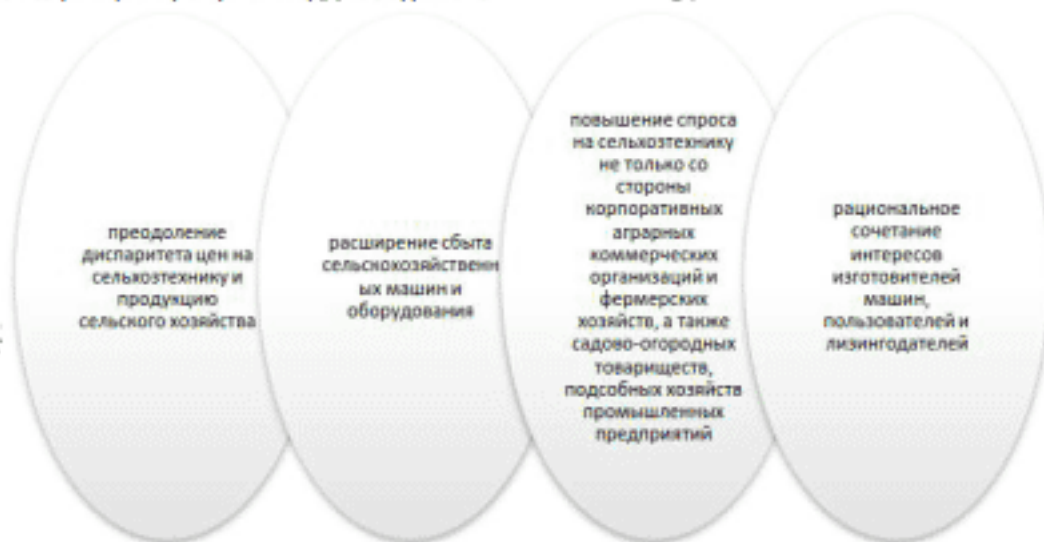 преодоление
диспаритета цен на
сельхозтехнику и
продукцию
сельского хозяйства
расширение сбыта
сельскохозяйственн
ых машин и
оборудования
повышение спроса
на сельхозтехнику
не только со
стороны
корпоративных
аграрных
коммерческих
организаций и
фермерских
хозяйств, а также
садово-огородных
товариществ,
подсобных хозяйств
промышленных
предприятий
рациональное
сочетание
интересов
изготовителей
машин,
пользователей и
лизингодателей